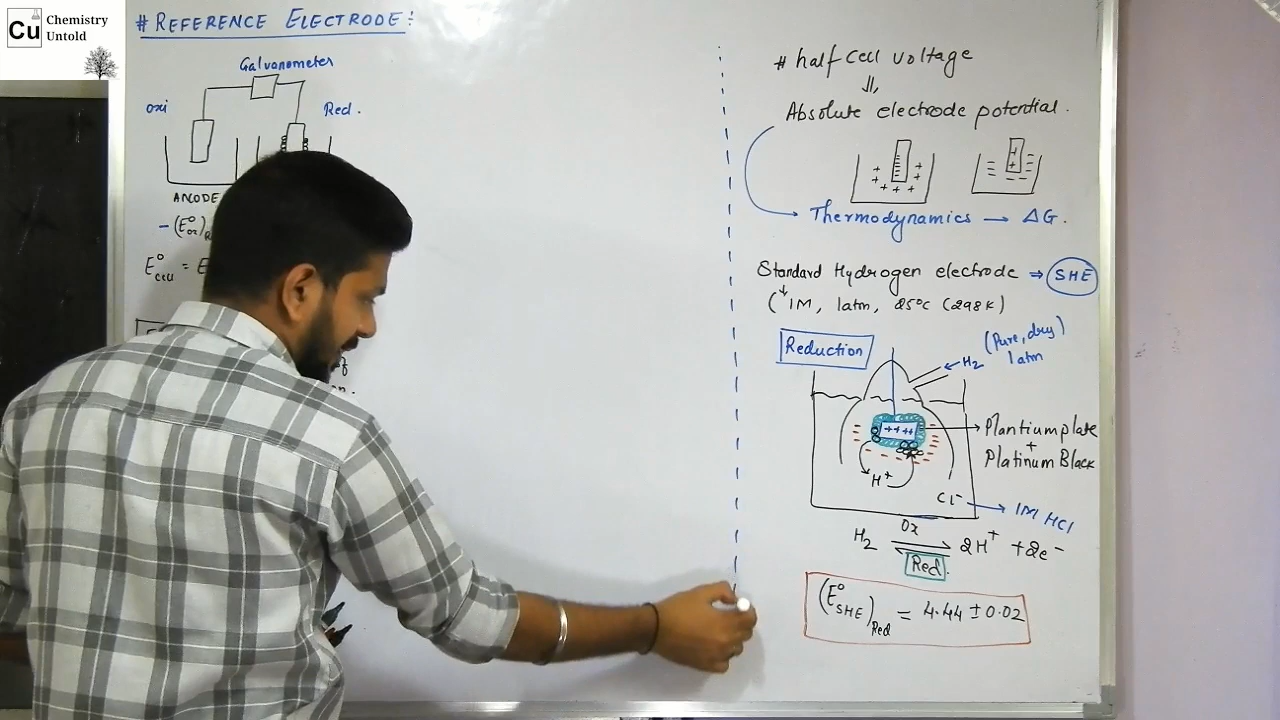 Cu
Chemistry
Untold
# REFERENCE ELECTRODE:
Galvanometer
oxi
Red.
ANODE
- (E°ox)
E°cell = E
# half cell voltage
⇓
Absolute electrode potential.
Thermodynamics → ΔG.
Standard Hydrogen electrode ⇒ SHE
(1M, 1atm, 25°C (298K)
Reduction
H2
(Pure, dry)
1atm
+ + + +
Plantium plate
+
Platinum Black
H+
Cl-
1M HCl
H2 ⇌ 2H+ + 2e-
Ox
Red.
(E°SHE)Red = 4.44 ± 0.02